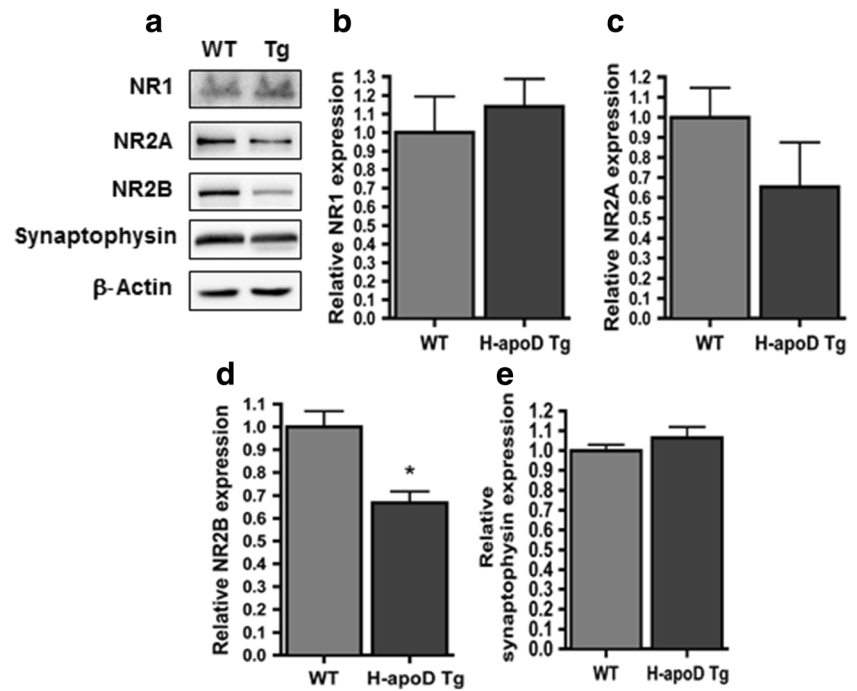 a
WT Tg
NR1
NR2A
NR2B
Synaptophysin
β-Actin
b
Relative NR1 expression
1.3
1.2
1.1
1.0
0.9
0.8
0.7
0.6
0.5
0.4
0.3
0.2
0.1
0.0
WT H-apoD Tg
c
Relative NR2A expression
1.2
1.1
1.0
0.9
0.8
0.7
0.6
0.5
0.4
0.3
0.2
0.1
0.0
WT H-apoD Tg
d
Relative NR2B expression
1.1
1.0
0.9
0.8
0.7
0.6
0.5
0.4
0.3
0.2
0.1
0.0
*
WT H-apoD Tg
e
Relative
synaptophysin expression
1.2
1.1
1.0
0.9
0.8
0.7
0.6
0.5
0.4
0.3
0.2
0.1
0.0
WT H-apoD Tg